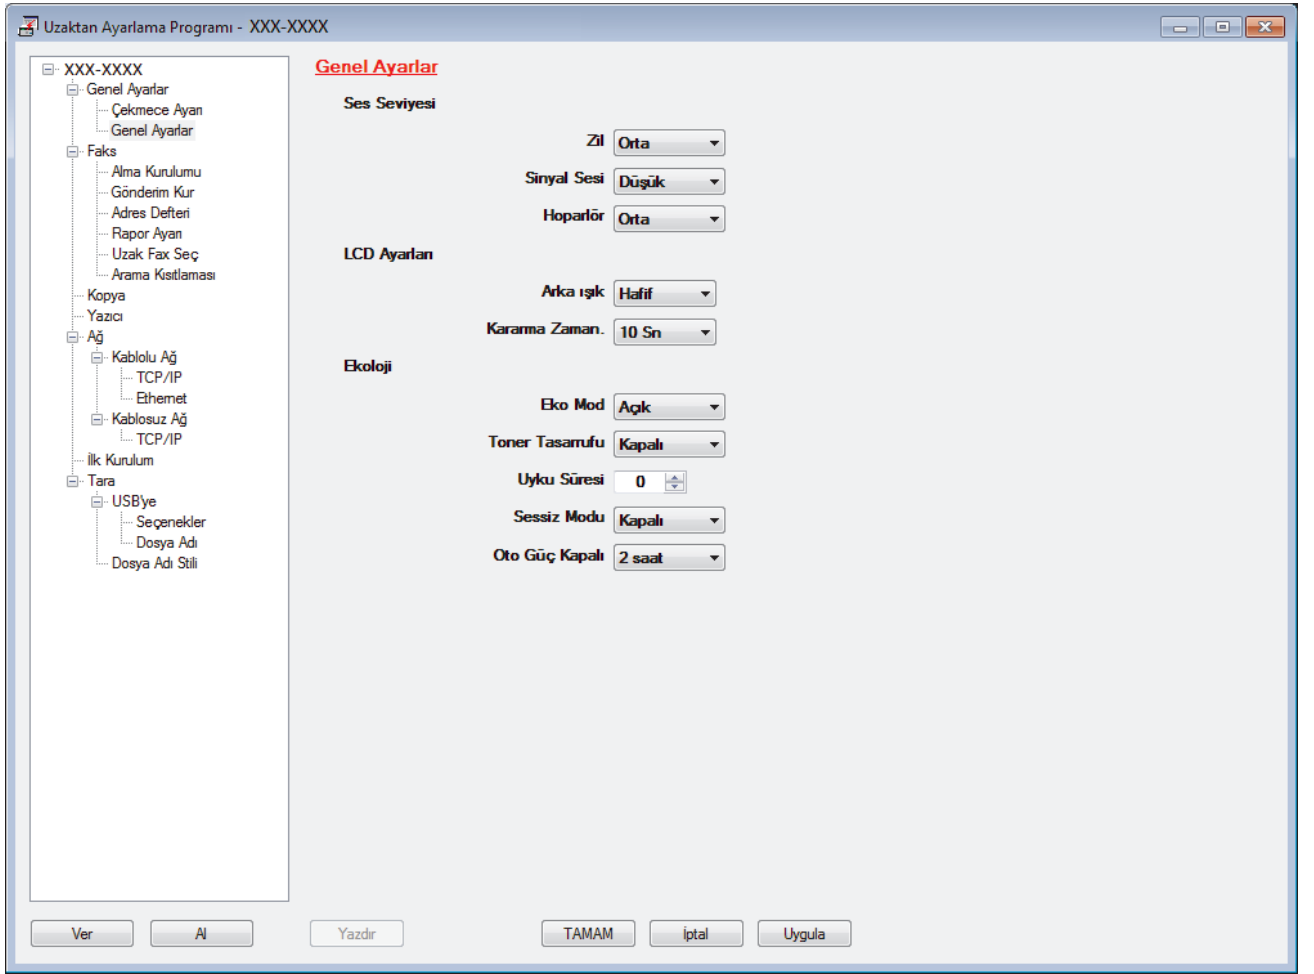 Uzaktan Ayarlama Programı - XXX-XXXX
XXX-XXXX
Genel Ayarlar
Çekmece Ayarı
Genel Ayarlar
Faks
Alma Kurulumu
Gönderim Kur
Adres Defteri
Rapor Ayarı
Uzak Fax Seç
Arama Kısıtlaması
Kopya
Yazıcı
Ağ
Kablolu Ağ
TCP/IP
Ethernet
Kablosuz Ağ
TCP/IP
İlk Kurulum
Tara
USB'ye
Seçenekler
Dosya Adı
Dosya Adı Stili
Genel Ayarlar
Ses Seviyesi
Zil Orta
Sinyal Sesi Düşük
Hoparlör Orta
LCD Ayarları
Arka ışık Hafif
Kararma Zaman. 10 Sn
Ekoloji
Eko Mod Açık
Toner Tasarrufu Kapalı
Uyku Süresi 0
Sessiz Modu Kapalı
Oto Güç Kapalı 2 saat
Ver Al Yazdır TAMAM İptal Uygula